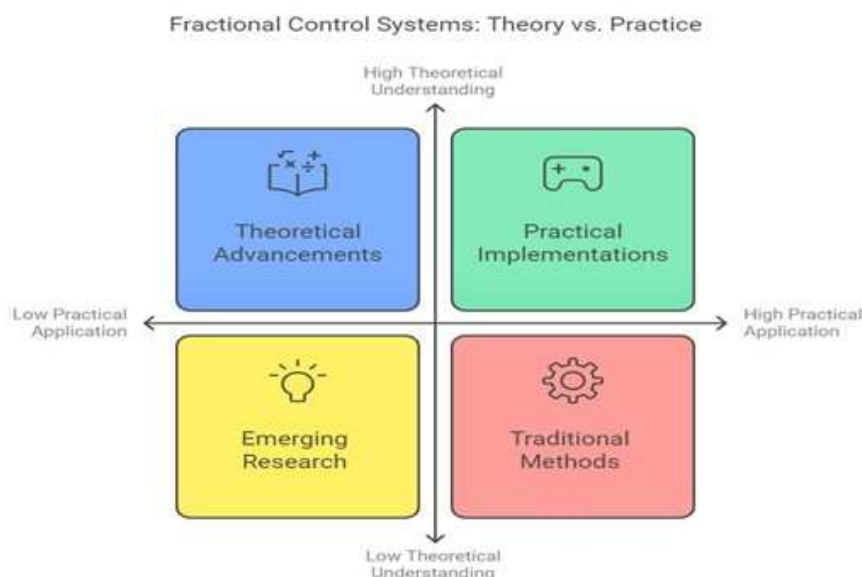 Fractional Control Systems: Theory vs. Practice
High Theoretical
Understanding
Theoretical
Advancements
Practical
Implementations
Low Practical
Application
High Practical
Application
Emerging
Research
Traditional
Methods
Low Theoretical
Understanding